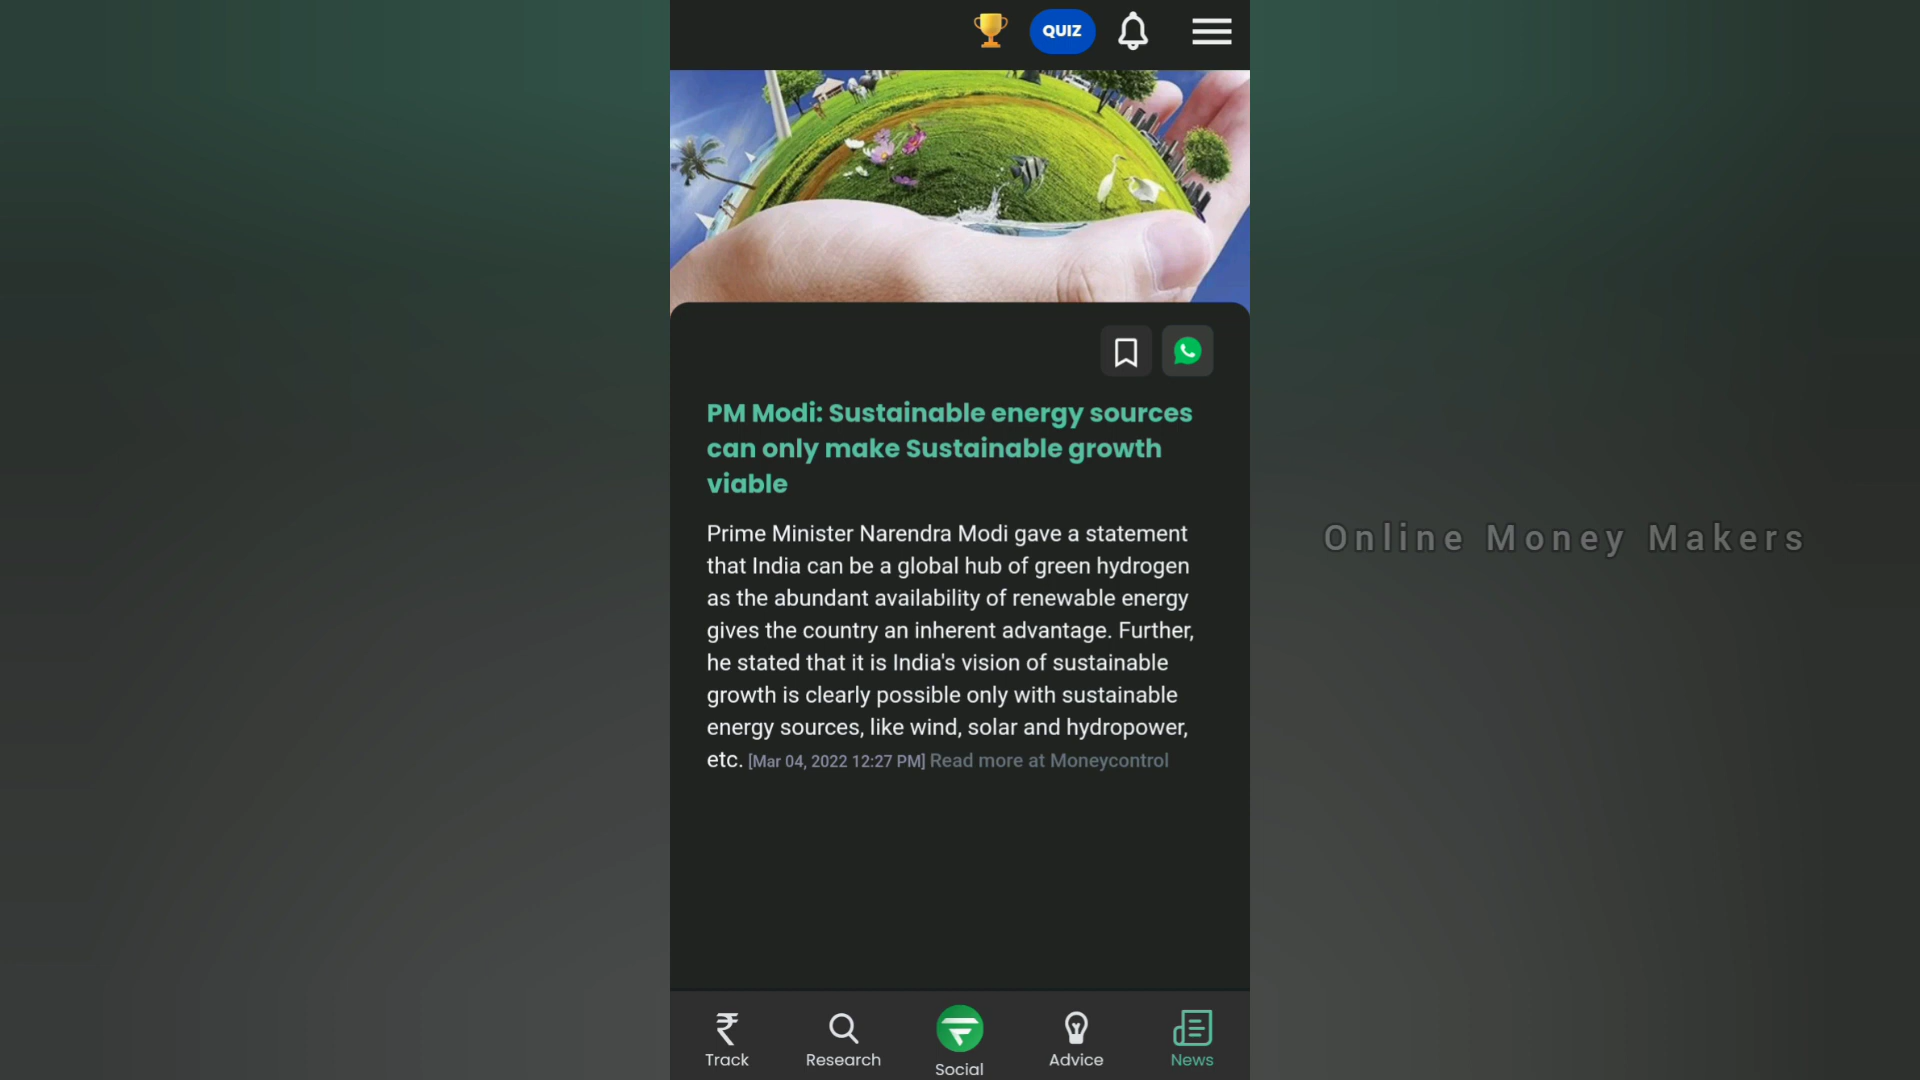 QUIZ
PM Modi: Sustainable energy sources
can only make Sustainable growth
viable
Prime Minister Narendra Modi gave a statement
that India can be a global hub of green hydrogen
as the abundant availability of renewable energy
gives the country an inherent advantage. Further,
he stated that it is India's vision of sustainable
growth is clearly possible only with sustainable
energy sources, like wind, solar and hydropower,
etc. [Mar 04, 2022 12:27 PM] Read more at Moneycontrol
Online Money Makers
Track
Research
Social
Advice
News